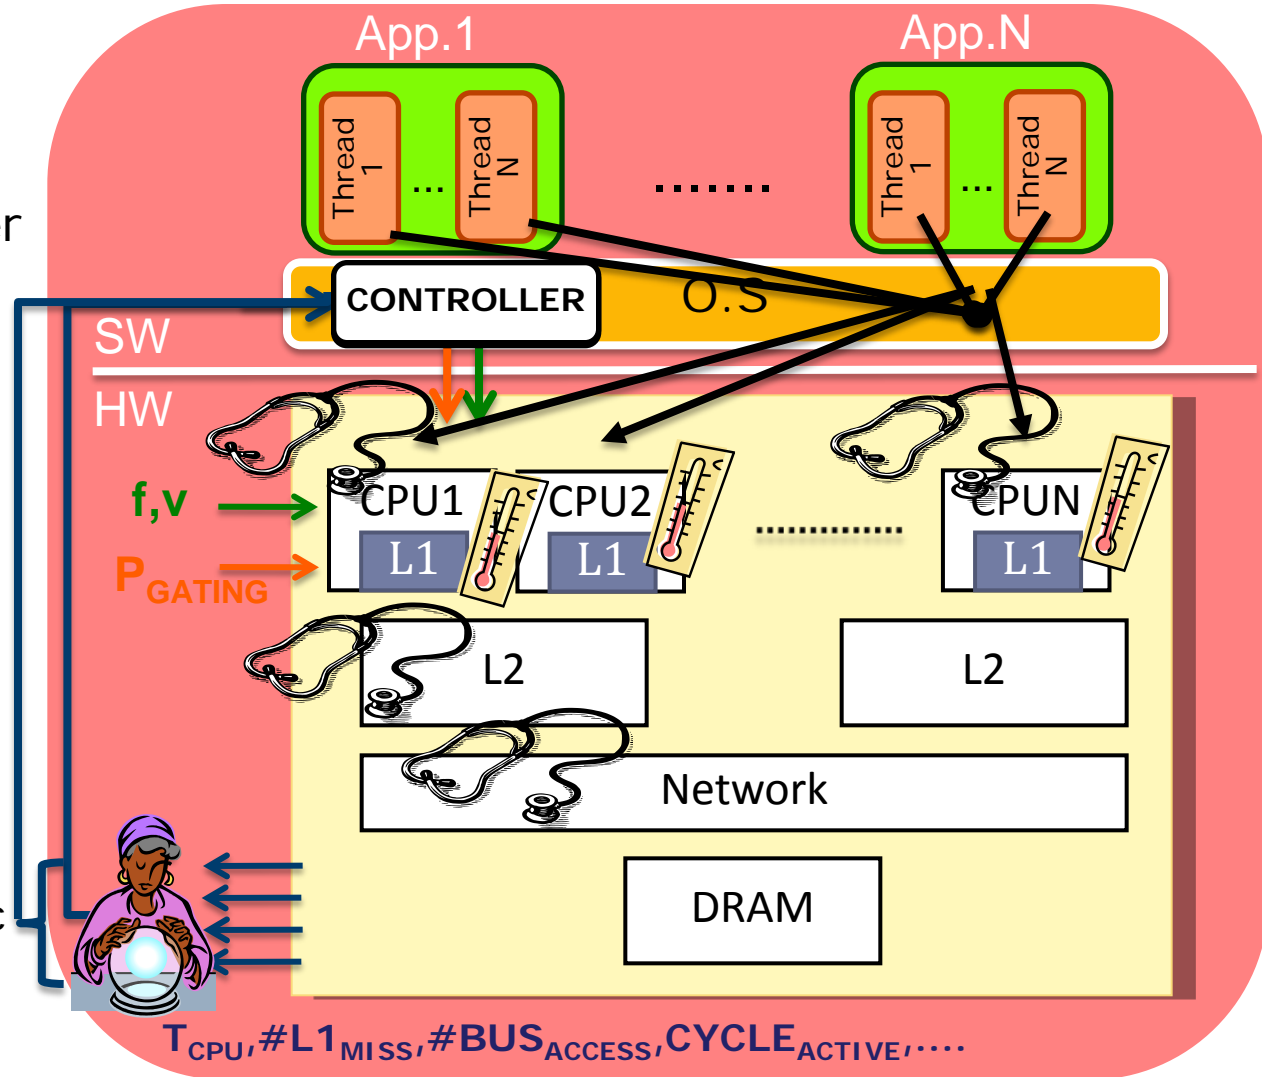 App.1
App.N
Thread 1
...
Thread N
.......
Thread 1
...
Thread N
er
CONTROLLER
O.S
SW
HW
f,v
CPU1
CPU2
CPUN
L1
L1
L1
PGATING
L2
L2
Network
DRAM
c
TCPU,#L1MISS,#BUSACCESS,CYCLEACTIVE,....